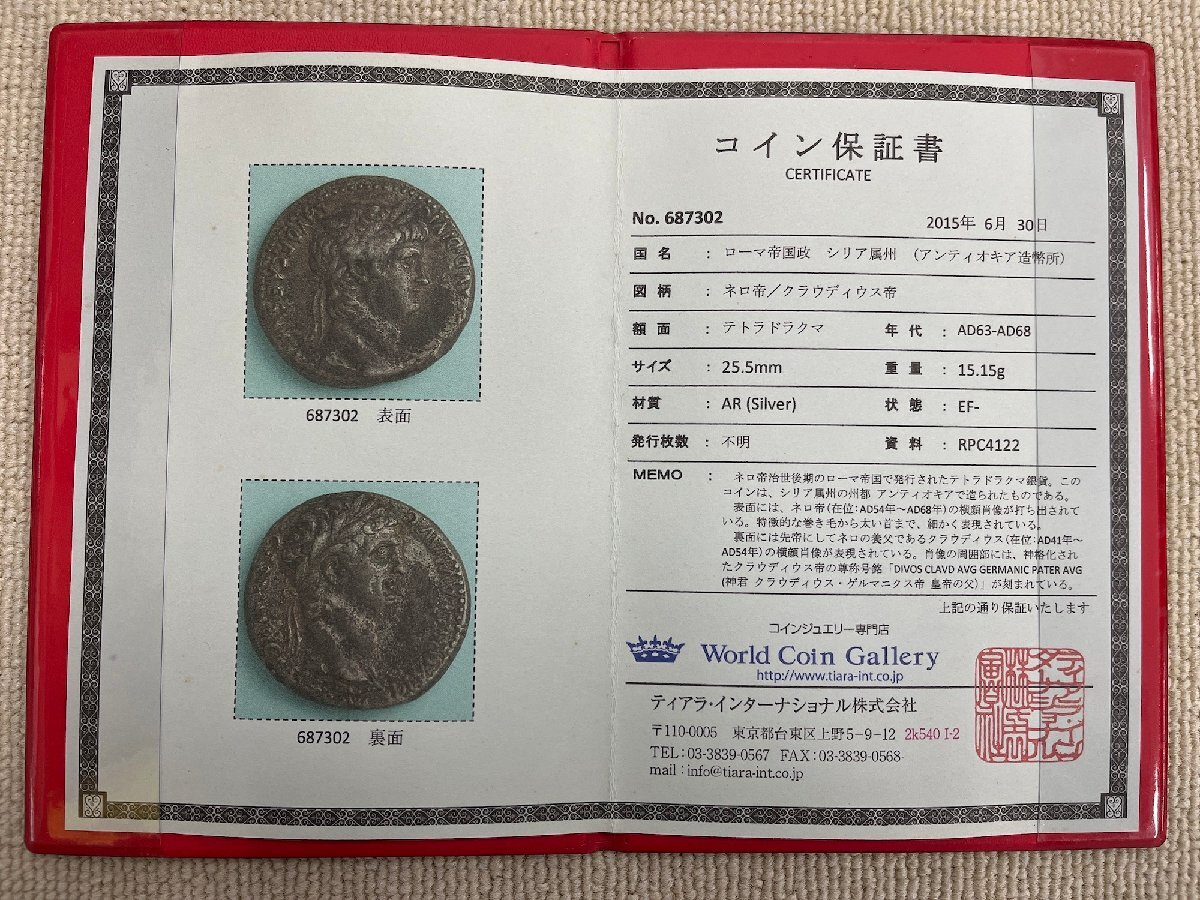 687302 表面
687302 裏面
コイン保証書
CERTIFICATE
No. 687302 2015年 6月 30日
国名 : ローマ帝国政 シリア属州 (アンティオキア造幣所)
図柄 : ネロ帝/クラウディウス帝
額面 : テトラドラクマ 年代 : AD63-AD68
サイズ : 25.5mm 重量 : 15.15g
材質 : AR (Silver) 状態 : EF-
発行枚数 : 不明 資料 : RPC4122
MEMO : ネロ帝治世後期のローマ帝国で発行されたテトラドラクマ銀貨。この
コインは、シリア属州の州都 アンティオキアで造られたものである。
表面には、ネロ帝(在位:AD54年~AD68年)の横顔肖像が打ち出されて
いる。特徴的な巻き毛から太い首まで、細かく表現されている。
裏面には先帝にしてネロの養父であるクラウディウス(在位:AD41年~
AD54年)の横顔肖像が表現されている。肖像の周囲部には、神格化され
たクラウディウス帝の尊称号銘「DIVOS CLAVD AVG GERMANIC PATER AVG
(神君 クラウディウス・ゲルマニクス帝 皇帝の父)」が刻まれている。
上記の通り保証いたします
コインジュエリー専門店
World Coin Gallery
http://www.tiara-int.co.jp
ティアラ・インターナショナル株式会社
〒110-0005 東京都台東区上野5-9-12 2k540 I-2
TEL:03-3839-0567 FAX:03-3839-0568
mail:info@tiara-int.co.jp